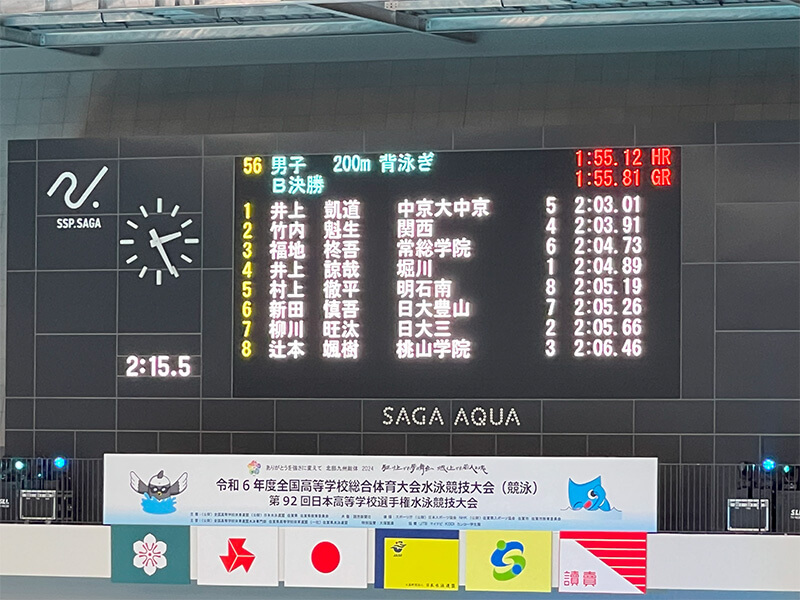 56 男子 200m 背泳ぎ 1:55.12 HR
B決勝 1:55.81 GR
1 井上 凱道 中京大中京 5 2:03.01
2 竹内 魁生 関西 4 2:03.91
3 福地 柊吾 常総学院 6 2:04.73
4 井上 諒哉 堀川 1 2:04.89
5 村上 徹平 明石南 8 2:05.19
6 新田 慎吾 日大豊山 7 2:05.26
7 柳川 旺汰 日大三 2 2:05.66
8 辻本 颯樹 桃山学院 3 2:06.46
SSP.SAGA
2:15.5
SAGA AQUA
ありがとうを強さに変えて 北部九州総体 2024
令和6年度全国高等学校総合体育大会水泳競技大会（競泳）
第92回日本高等学校選手権水泳競技大会
讀賣